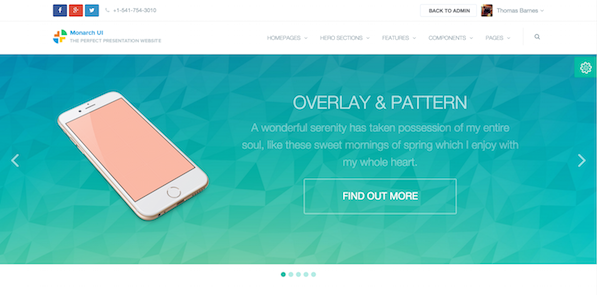 +1-541-754-3010
BACK TO ADMIN
Thomas Barnes
Monarch UI
THE PERFECT PRESENTATION WEBSITE
HOMEPAGES
HERO SECTIONS
FEATURES
COMPONENTS
PAGES
OVERLAY & PATTERN
A wonderful serenity has taken possession of my entire
soul, like these sweet mornings of spring which I enjoy with
my whole heart.
FIND OUT MORE